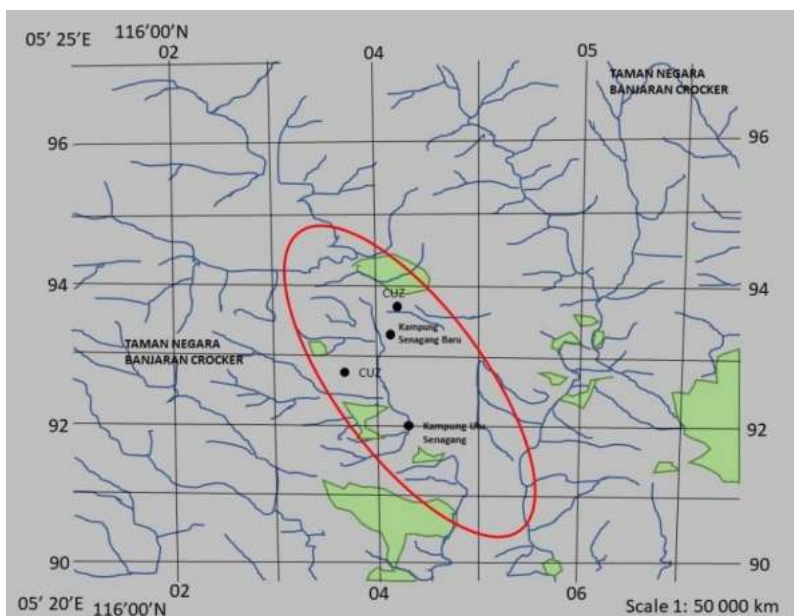 116’00’N
05’ 25’E
02
04
05
TAMAN NEGARA
BANJARAN CROCKER
96
96
94
94
CUZ
Kampung
Senagang Baru
TAMAN NEGARA
BANJARAN CROCKER
CUZ
92
Kampung Ulu
Senagang
92
90
90
02
04
06
05’ 20’E
116’00’N
Scale 1: 50 000 km